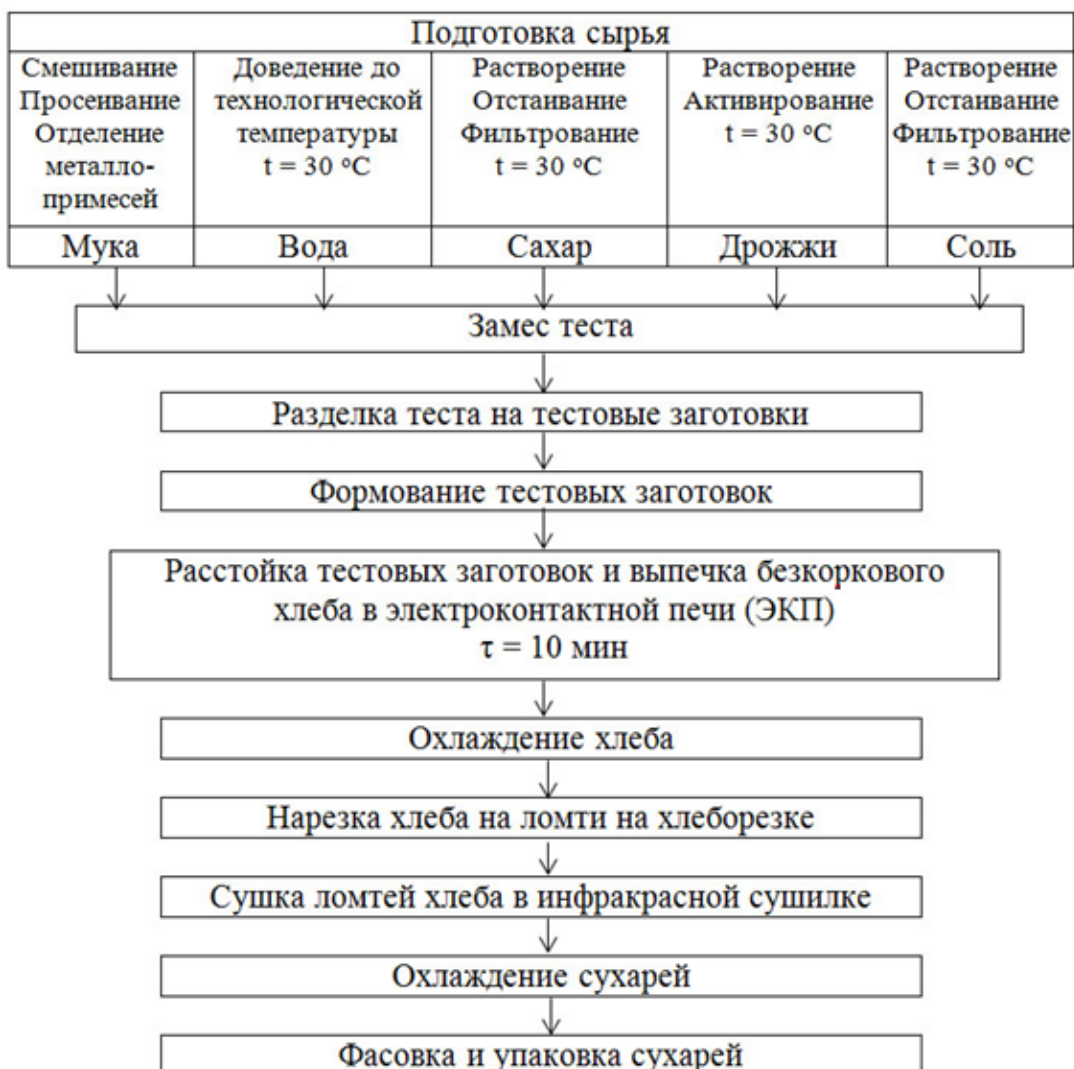 Подготовка сырья
Смешивание
Просеивание
Отделение
металло-
примесей
Доведение до
технологической
температуры
t = 30 °C
Растворение
Отстаивание
Фильтрование
t = 30 °C
Растворение
Активирование
t = 30 °C
Растворение
Отстаивание
Фильтрование
t = 30 °C
Мука
Вода
Сахар
Дрожжи
Соль
Замес теста
Разделка теста на тестовые заготовки
Формование тестовых заготовок
Расстойка тестовых заготовок и выпечка безкоркового
хлеба в электроконтактной печи (ЭКП)
τ = 10 мин
Охлаждение хлеба
Нарезка хлеба на ломти на хлеборезке
Сушка ломтей хлеба в инфракрасной сушилке
Охлаждение сухарей
Фасовка и упаковка сухарей